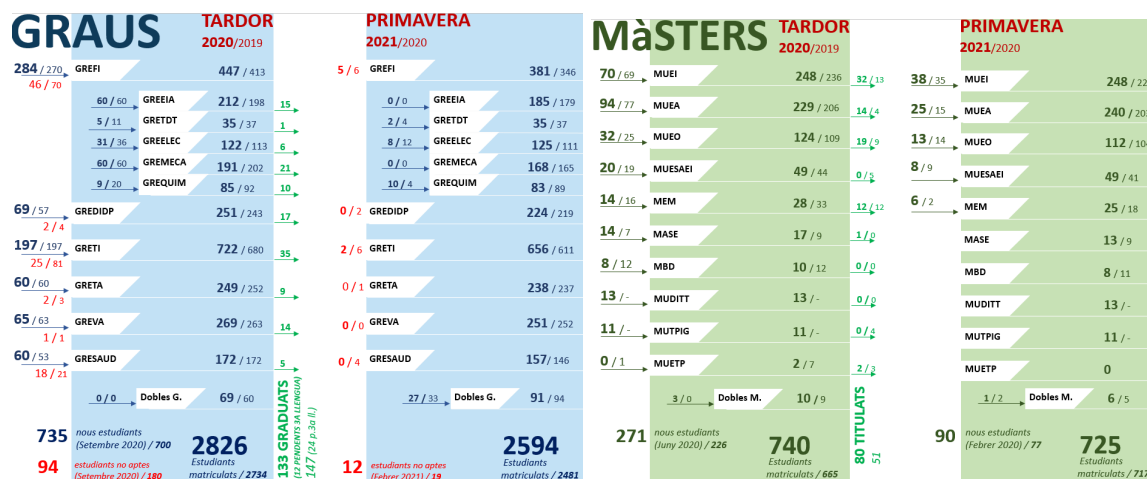 GRAUS
TARDOR
2020/2019
PRIMAVERA
2021/2020
284 / 270
46 / 70
GREFI
447 / 413
5 / 6
GREFI
381 / 346
60 / 60
GREEIA
212 / 198
15
0 / 0
GREEIA
185 / 179
5 / 11
GRETDT
35 / 37
1
2 / 4
GRETDT
35 / 37
31 / 36
GREELEC
122 / 113
6
8 / 12
GREELEC
125 / 111
60 / 60
GREMECA
191 / 202
21
0 / 0
GREMECA
168 / 165
9 / 20
GREQUIM
85 / 92
10
10 / 4
GREQUIM
83 / 89
69 / 57
2 / 4
GREDIDP
251 / 243
17
0 / 2
GREDIDP
224 / 219
197 / 197
25 / 81
GRETI
722 / 680
35
2 / 6
GRETI
656 / 611
60 / 60
2 / 3
GRETA
249 / 252
9
0 / 1
GRETA
238 / 237
65 / 63
1 / 1
GREVA
269 / 263
14
0 / 0
GREVA
251 / 252
60 / 53
18 / 21
GRESAUD
172 / 172
5
0 / 4
GRESAUD
157/ 146
0 / 0
Dobles G.
69 / 60
27 / 33
Dobles G.
91 / 94
735
nous estudiants
(Setembre 2020) / 700
94
estudiants no aptes
(Setembre 2020) / 180
2826
Estudiants
matriculats / 2734
133 GRADUATS
(12 PENDENTS 3A LLENGUA)
147 (24 p.3a ll.)
12
estudiants no aptes
(Febrer 2021) / 19
2594
Estudiants
matriculats / 2481
MàSTERS
TARDOR
2020/2019
PRIMAVERA
2021/2020
70 / 69
MUEI
248 / 236
32 / 13
38 / 35
MUEI
248 / 22
94 / 77
MUEA
229 / 206
14 / 4
25 / 15
MUEA
240 / 20
32 / 25
MUEO
124 / 109
19 / 9
13 / 14
MUEO
112 / 10
20 / 19
MUESAEI
49 / 44
0 / 5
8 / 9
MUESAEI
49 / 41
14 / 16
MEM
28 / 33
12 / 12
6 / 2
MEM
25 / 18
14 / 7
MASE
17 / 9
1 / 0
MASE
13 / 9
8 / 12
MBD
10 / 12
0 / 0
MBD
8 / 11
13 / -
MUDITT
13 / -
0 / 0
MUDITT
13 / -
11 / -
MUTPIG
11 / -
0 / 4
MUTPIG
11 / -
0 / 1
MUETP
2 / 7
2 / 3
MUETP
0
3 / 0
Dobles M.
10 / 9
1 / 2
Dobles M.
6 / 5
271
nous estudiants
(Juny 2020) / 226
740
Estudiants
matriculats / 665
80 TITULATS
51
90
nous estudiants
(Febrer 2020) / 77
725
Estudiants
matriculats / 717